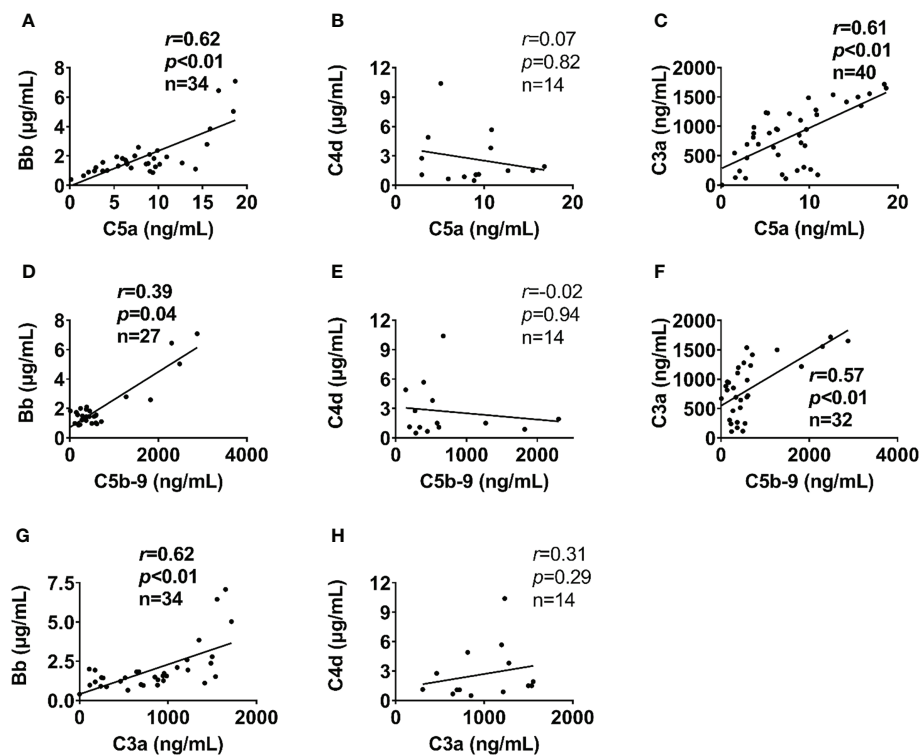 A
r=0.62
p<0.01
n=34
Bb (µg/mL)
8
6
4
2
0
0 5 10 15 20
C5a (ng/mL)
B
r=0.07
p=0.82
n=14
C4d (µg/mL)
12
9
6
3
0
0 10 20
C5a (ng/mL)
C
r=0.61
p<0.01
n=40
C3a (ng/mL)
2000
1500
1000
500
0
0 10 20
C5a (ng/mL)
D
r=0.39
p=0.04
n=27
Bb (µg/mL)
8
6
4
2
0
0 2000 4000
C5b-9 (ng/mL)
E
r=-0.02
p=0.94
n=14
C4d (µg/mL)
12
9
6
3
0
0 1000 2000
C5b-9 (ng/mL)
F
r=0.57
p<0.01
n=32
C3a (ng/mL)
2000
1500
1000
500
0
0 2000 4000
C5b-9 (ng/mL)
G
r=0.62
p<0.01
n=34
Bb (µg/mL)
7.5
5.0
2.5
0.0
0 1000 2000
C3a (ng/mL)
H
r=0.31
p=0.29
n=14
C4d (µg/mL)
12
9
6
3
0
0 1000 2000
C3a (ng/mL)